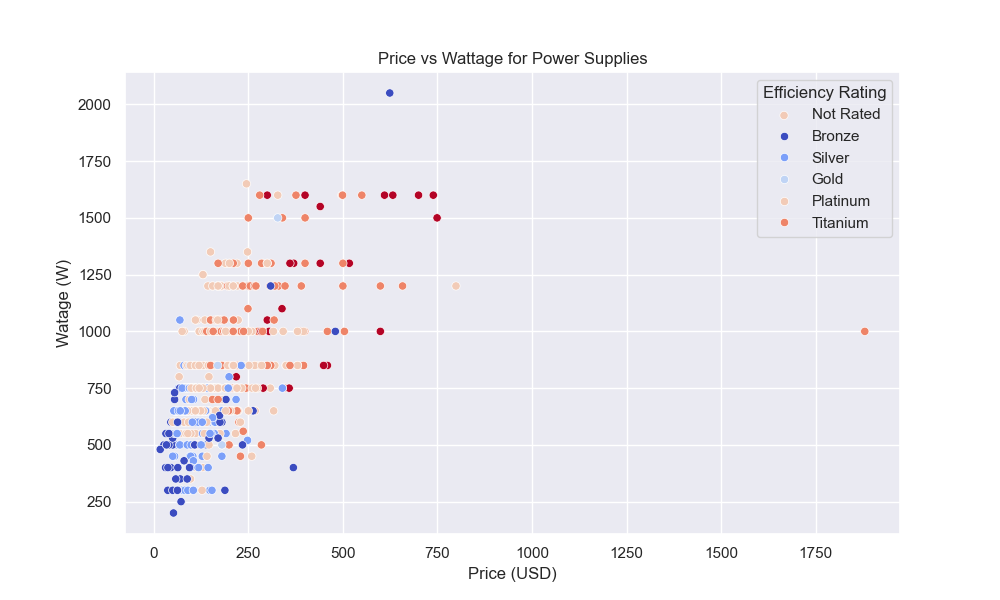 Price vs Wattage for Power Supplies
Efficiency Rating
Not Rated
Bronze
Silver
Gold
Platinum
Titanium
Watage (W)
2000
1750
1500
1250
1000
750
500
250
0
250
500
750
1000
1250
1500
1750
Price (USD)